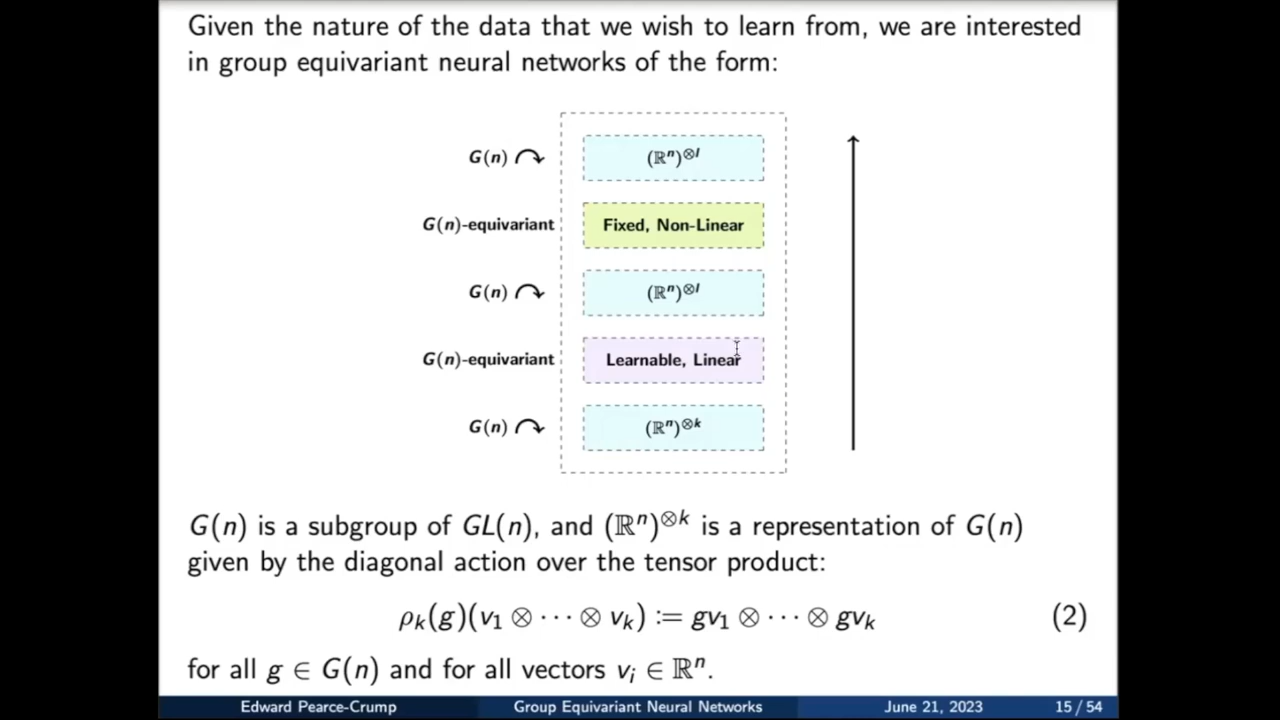 Given the nature of the data that we wish to learn from, we are interested
in group equivariant neural networks of the form:
G(n) (ℝⁿ)^{⊗l}
G(n)-equivariant Fixed, Non-Linear
G(n) (ℝⁿ)^{⊗l}
G(n)-equivariant Learnable, Linear
G(n) (ℝⁿ)^{⊗k}
G(n) is a subgroup of GL(n), and (ℝⁿ)^{⊗k} is a representation of G(n)
given by the diagonal action over the tensor product:
ρₖ(g)(v₁ ⊗ ··· ⊗ vₖ) := gv₁ ⊗ ··· ⊗ gvₖ (2)
for all g ∈ G(n) and for all vectors vᵢ ∈ ℝⁿ.
Edward Pearce-Crump Group Equivariant Neural Networks June 21, 2023 15 / 54